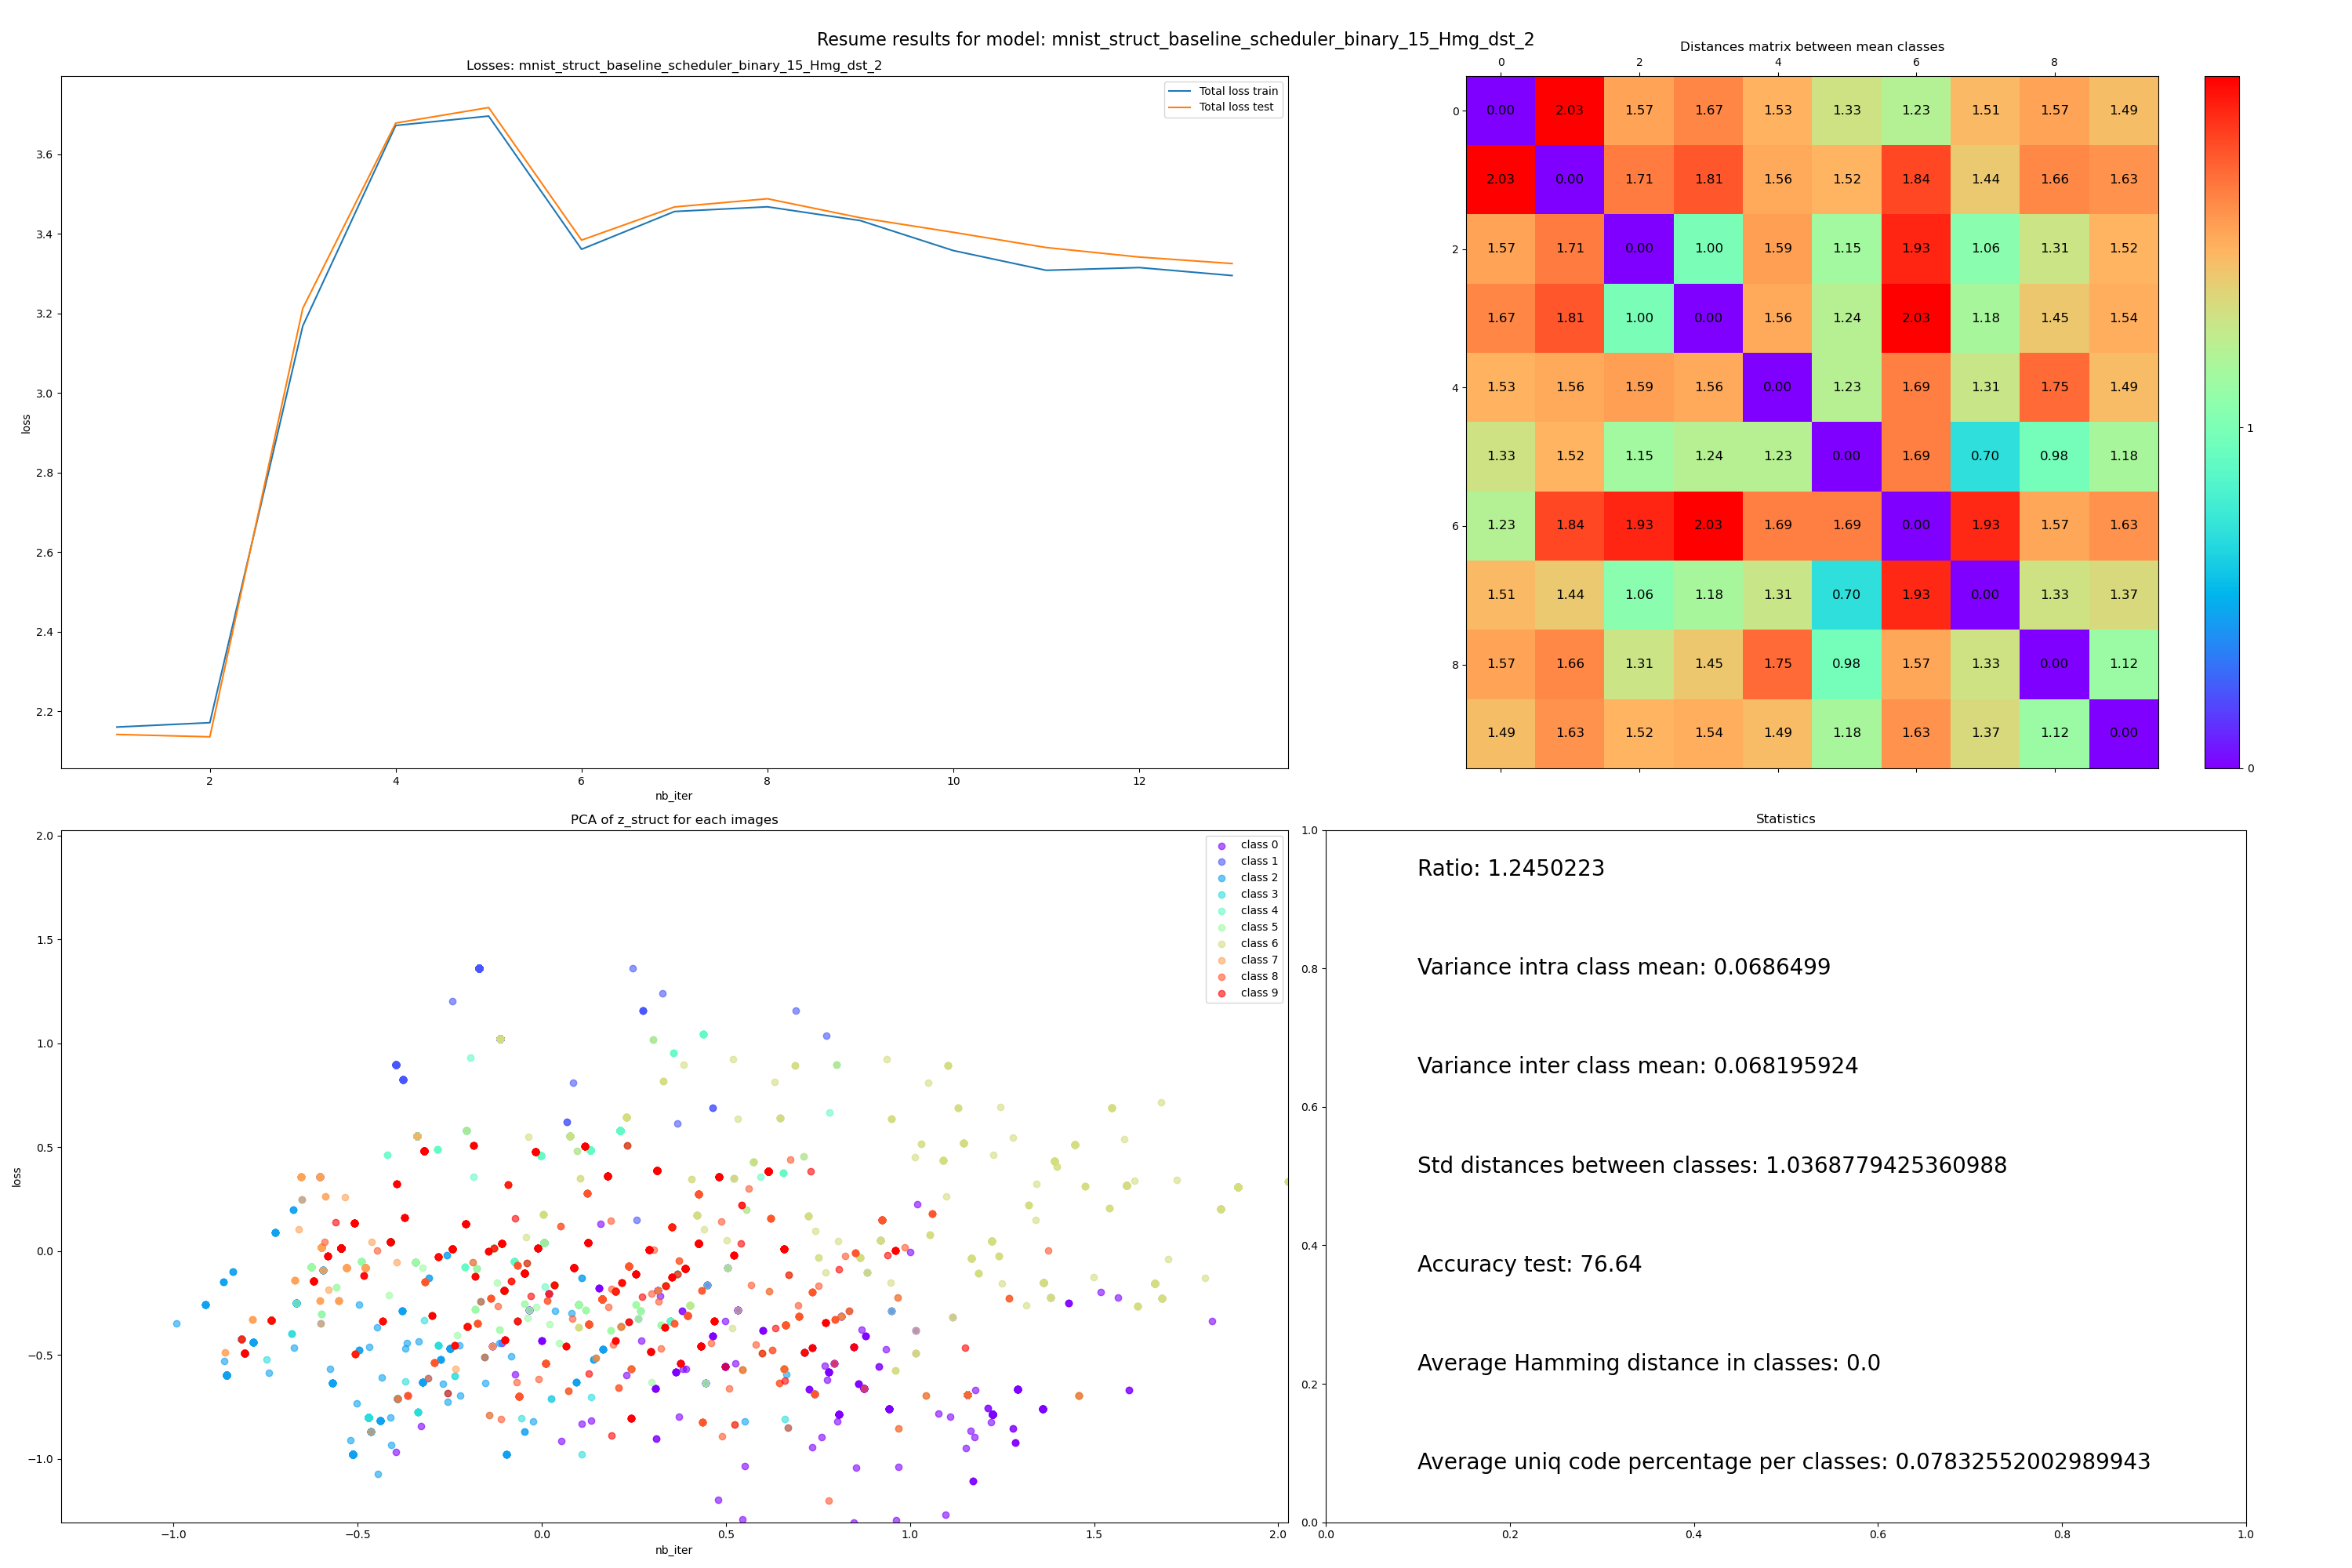 Resume results for model: mnist_struct_baseline_scheduler_binary_15_Hmg_dst_2
Losses: mnist_struct_baseline_scheduler_binary_15_Hmg_dst_2
Total loss train
Total loss test
3.6
3.4
3.2
3.0
2.8
2.6
2.4
2.2
loss
2 4 6 8 10 12
nb_iter
Distances matrix between mean classes
0 2 4 6 8
0 0.00 2.03 1.57 1.67 1.53 1.33 1.23 1.51 1.57 1.49
2.03 0.00 1.71 1.81 1.56 1.52 1.84 1.44 1.66 1.63
2 1.57 1.71 0.00 1.00 1.59 1.15 1.93 1.06 1.31 1.52
1.67 1.81 1.00 0.00 1.56 1.24 2.03 1.18 1.45 1.54
4 1.53 1.56 1.59 1.56 0.00 1.23 1.69 1.31 1.75 1.49
1.33 1.52 1.15 1.24 1.23 0.00 1.69 0.70 0.98 1.18
6 1.23 1.84 1.93 2.03 1.69 1.69 0.00 1.93 1.57 1.63
1.51 1.44 1.06 1.18 1.31 0.70 1.93 0.00 1.33 1.37
8 1.57 1.66 1.31 1.45 1.75 0.98 1.57 1.33 0.00 1.12
1.49 1.63 1.52 1.54 1.49 1.18 1.63 1.37 1.12 0.00
1
0
PCA of z_struct for each images
class 0
class 1
class 2
class 3
class 4
class 5
class 6
class 7
class 8
class 9
2.0
1.5
1.0
0.5
0.0
−0.5
−1.0
loss
−1.0 −0.5 0.0 0.5 1.0 1.5 2.0
nb_iter
Statistics
1.0
0.8
0.6
0.4
0.2
0.0
Ratio: 1.2450223
Variance intra class mean: 0.0686499
Variance inter class mean: 0.068195924
Std distances between classes: 1.0368779425360988
Accuracy test: 76.64
Average Hamming distance in classes: 0.0
Average uniq code percentage per classes: 0.07832552002989943
0.0 0.2 0.4 0.6 0.8 1.0